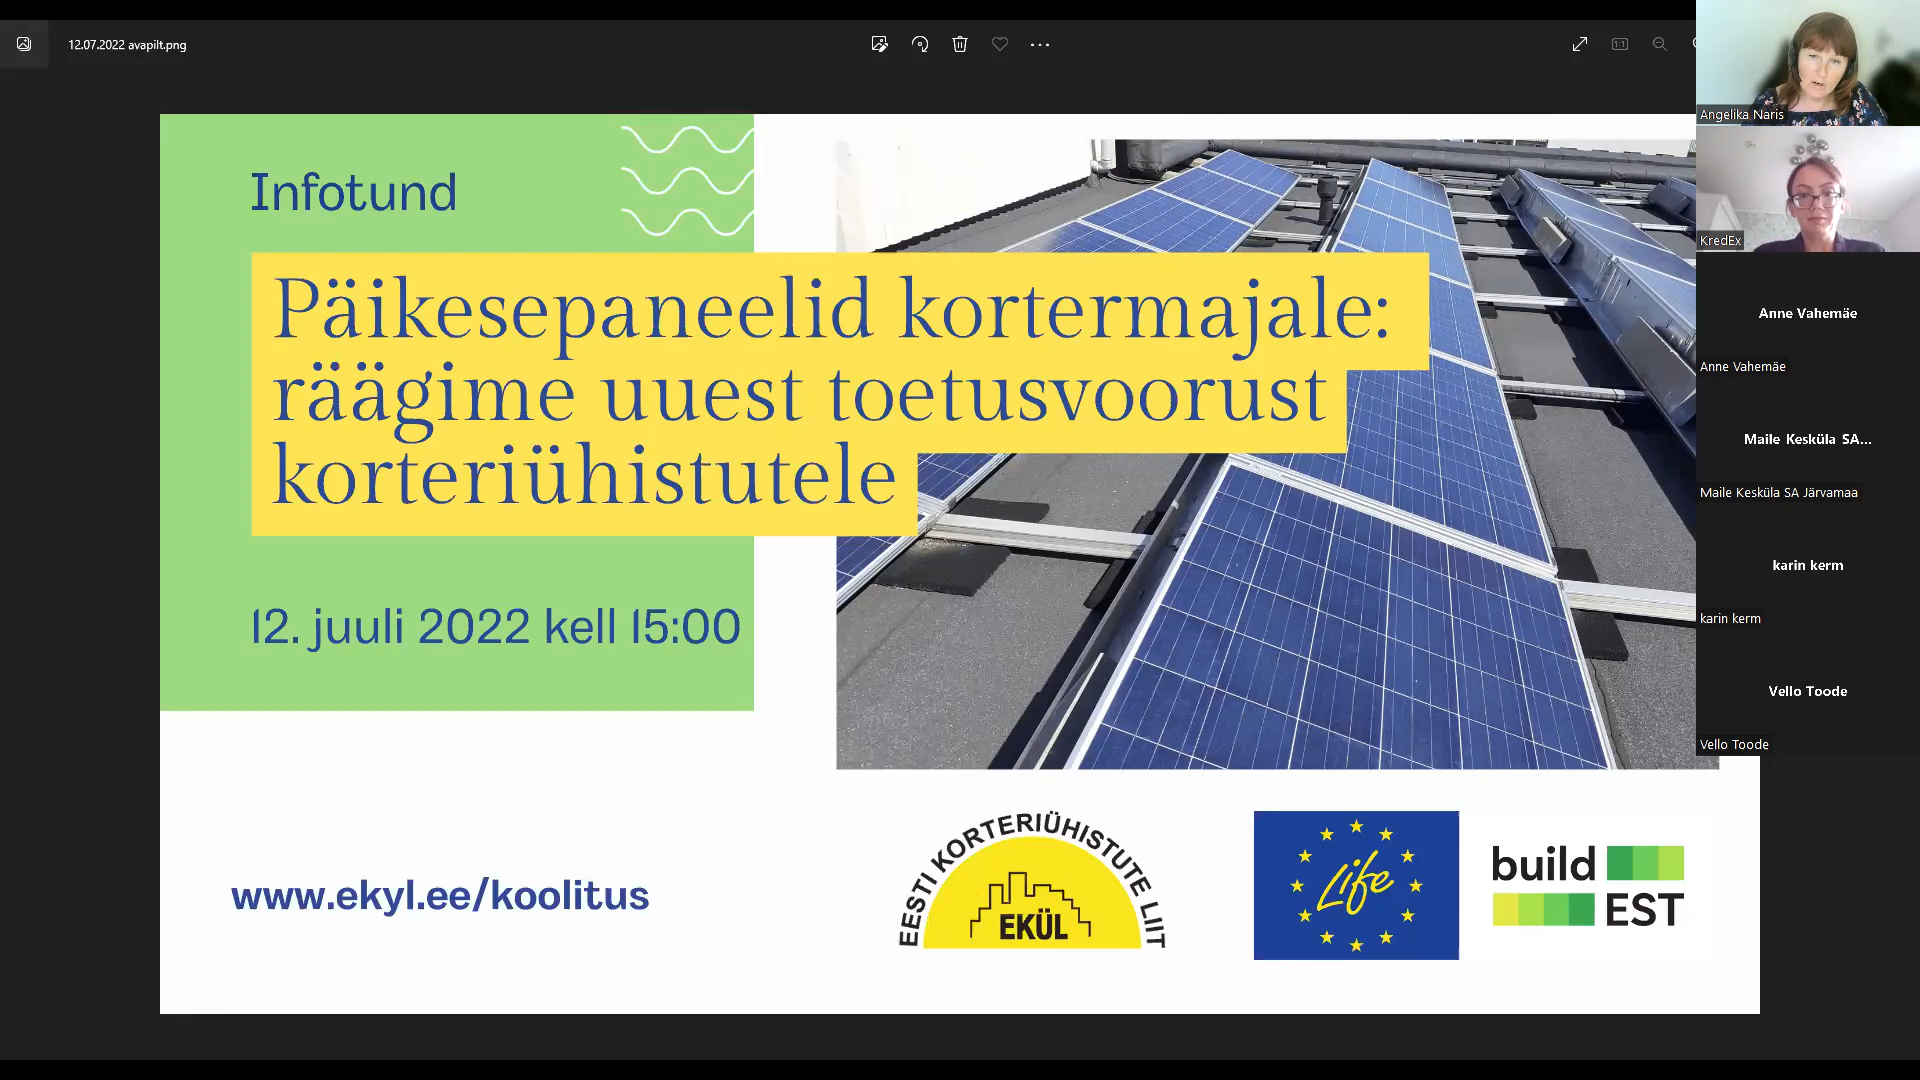 12.07.2022 avapilt.png
Infotund
Päikesepaneelid kortermajale:
räägime uuest toetusvoorust
korteriühistutele
12. juuli 2022 kell 15:00
www.ekyl.ee/koolitus
EESTI KORTERIÜHISTUTE LIIT
EKÜL
Life
build
EST
Angelika Naris
KredEx
Anne Vahemäe
Anne Vahemäe
Maile Kesküla SA...
Maile Kesküla SA Järvamaa
karin kerm
karin kerm
Vello Toode
Vello Toode
1:1